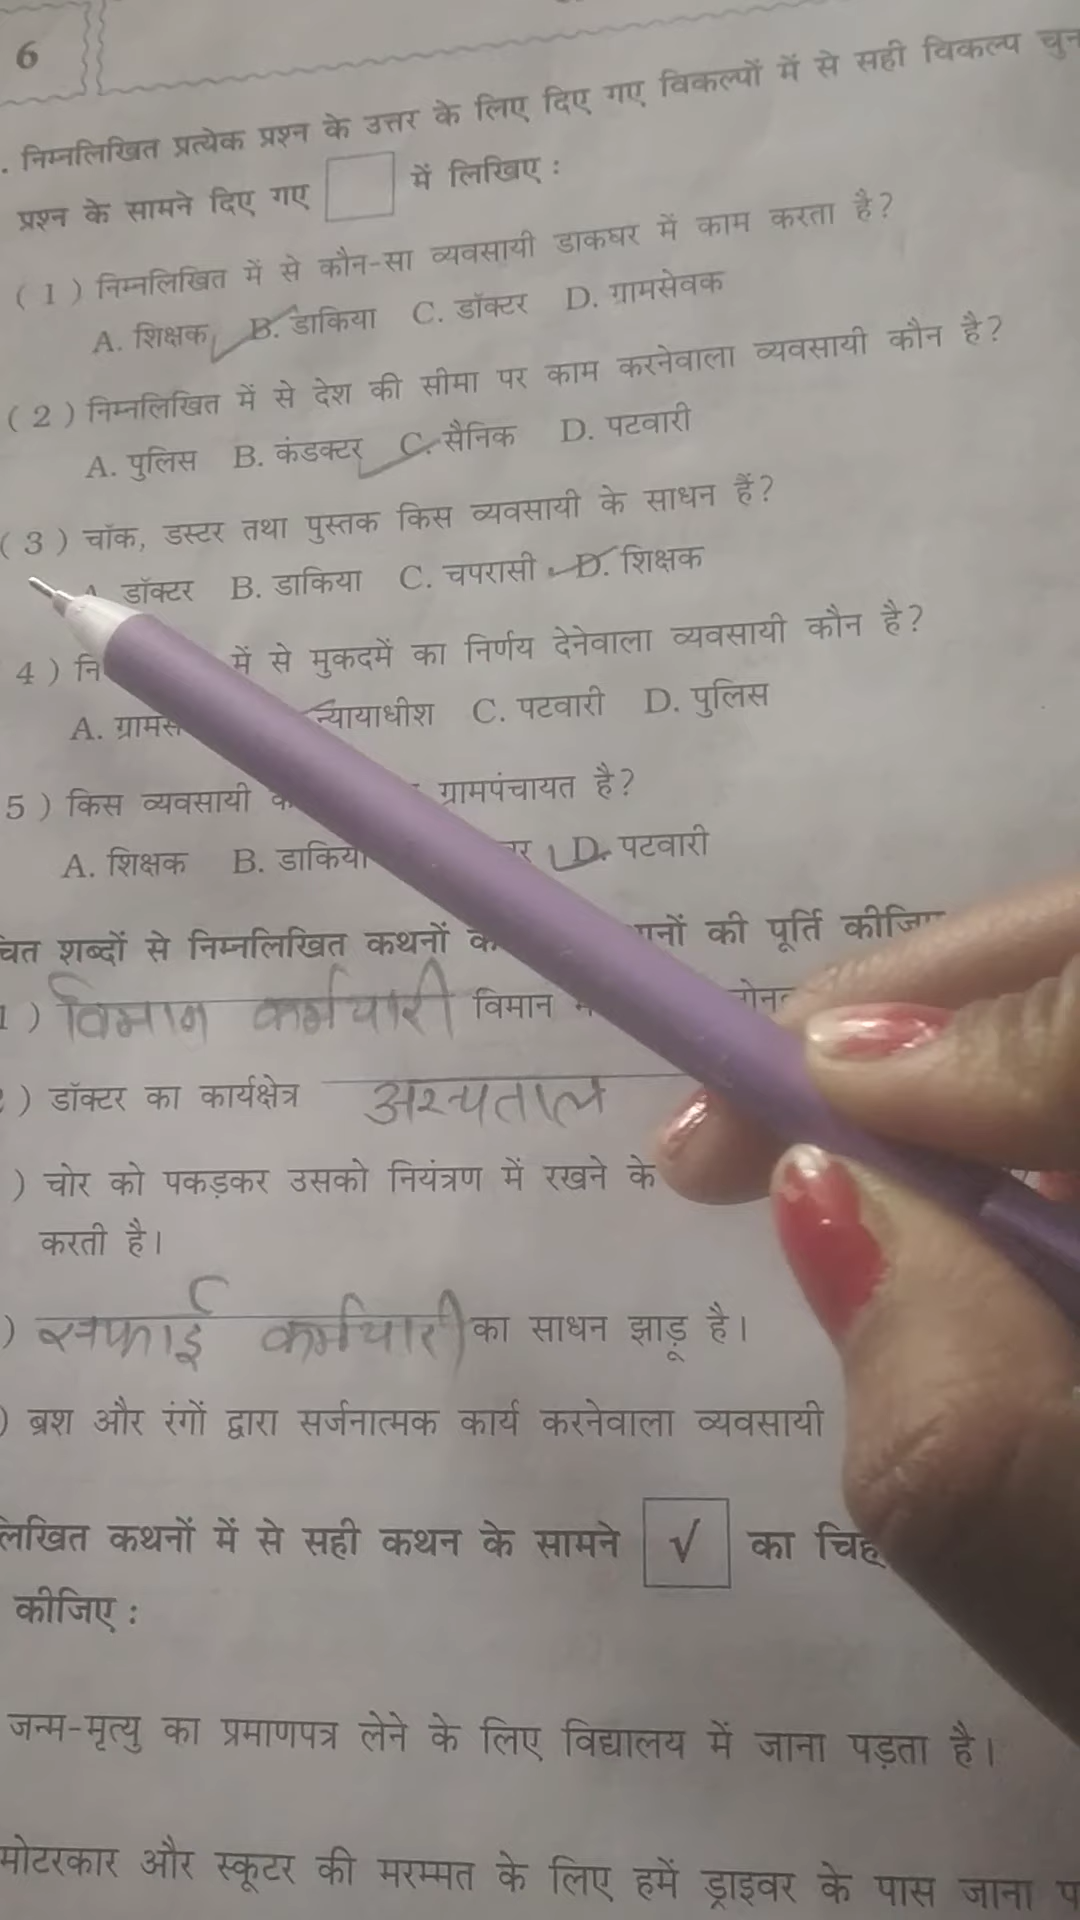 6
. निम्नलिखित प्रत्येक प्रश्न के उत्तर के लिए दिए गए विकल्पों में से सही विकल्प
प्रश्न के सामने दिए गए में लिखिए :
( 1 ) निम्नलिखित में से कौन-सा व्यवसायी डाकघर में काम करता है?
A. शिक्षक B. डाकिया C. डॉक्टर D. ग्रामसेवक
( 2 ) निम्नलिखित में से देश की सीमा पर काम करनेवाला व्यवसायी कौन है?
A. पुलिस B. कंडक्टर C. सैनिक D. पटवारी
( 3 ) चॉक, डस्टर तथा पुस्तक किस व्यवसायी के साधन हैं?
डॉक्टर B. डाकिया C. चपरासी D. शिक्षक
4 ) में से मुकदमें का निर्णय देनेवाला व्यवसायी कौन है?
A. न्यायाधीश C. पटवारी D. पुलिस
5 ) किस व्यवसायी ग्रामपंचायत है?
A. शिक्षक B. डाकिया D. पटवारी
शब्दों से निम्नलिखित कथनों की पूर्ति
) विमान कर्मचारी विमान
) डॉक्टर का कार्यक्षेत्र अस्पताल
) चोर को पकड़कर उसको नियंत्रण में रखने के
करती है।
) सफाई कर्मचारी का साधन झाड़ू है।
) ब्रश और रंगों द्वारा सर्जनात्मक कार्य करनेवाला व्यवसायी
कथनों में से सही कथन के सामने √ का
कीजिए :
जन्म-मृत्यु का प्रमाणपत्र लेने के लिए विद्यालय में जाना पड़ता है।
मोटरकार और स्कूटर की मरम्मत के लिए हमें ड्राइवर के पास जाना